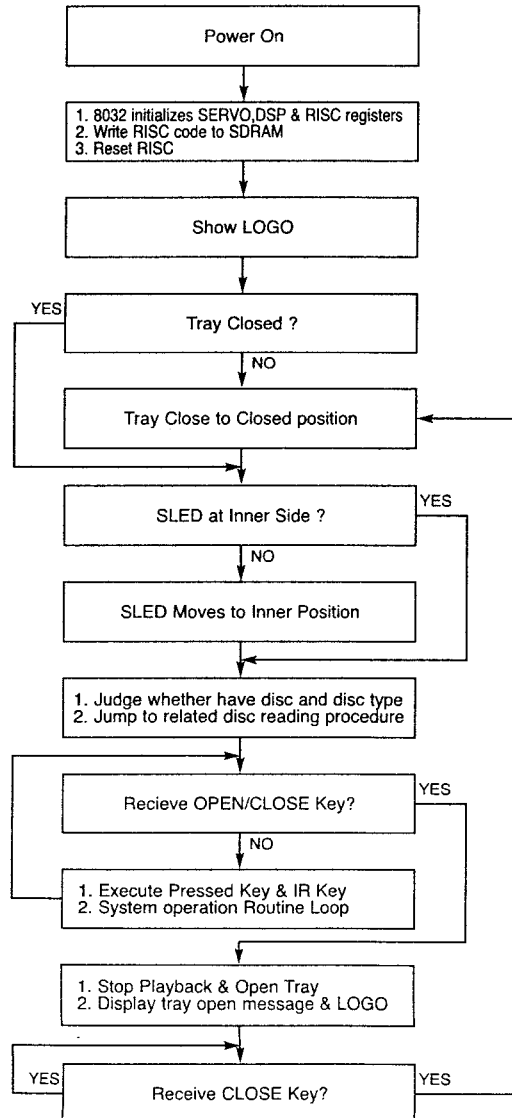 Power On
1. 8032 initializes SERVO,DSP & RISC registers
2. Write RISC code to SDRAM
3. Reset RISC
Show LOGO
YES
Tray Closed ?
NO
Tray Close to Closed position
SLED at Inner Side ?
YES
NO
SLED Moves to Inner Position
1. Judge whether have disc and disc type
2. Jump to related disc reading procedure
Recieve OPEN/CLOSE Key?
YES
NO
1. Execute Pressed Key & IR Key
2. System operation Routine Loop
1. Stop Playback & Open Tray
2. Display tray open message & LOGO
YES
Receive CLOSE Key?
YES